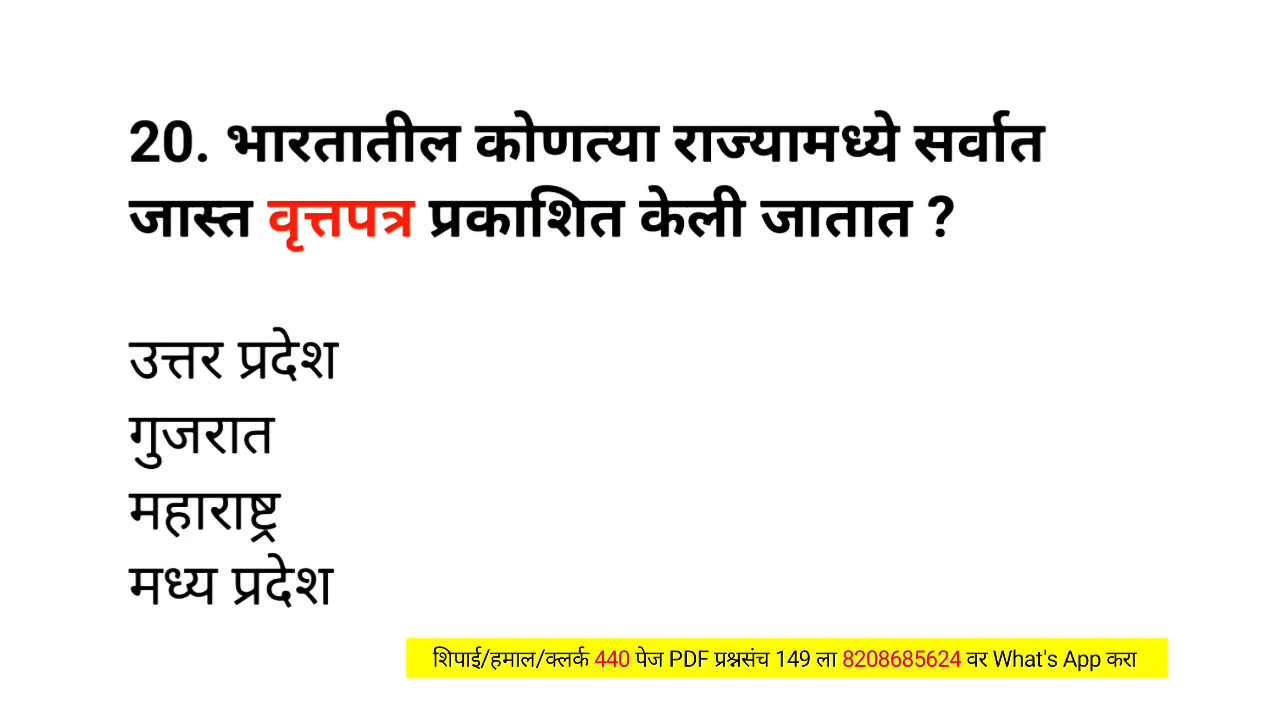 20. भारतातील कोणत्या राज्यामध्ये सर्वात
जास्त वृत्तपत्र प्रकाशित केली जातात ?
उत्तर प्रदेश
गुजरात
महाराष्ट्र
मध्य प्रदेश
शिपाई/हमाल/क्लर्क 440 पेज PDF प्रश्नसंच 149 ला 8208685624 वर What's App करा